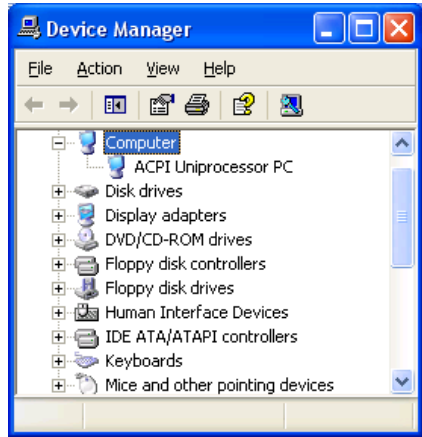 Device Manager
File Action View Help
Computer
ACPI Uniprocessor PC
Disk drives
Display adapters
DVD/CD-ROM drives
Floppy disk controllers
Floppy disk drives
Human Interface Devices
IDE ATA/ATAPI controllers
Keyboards
Mice and other pointing devices